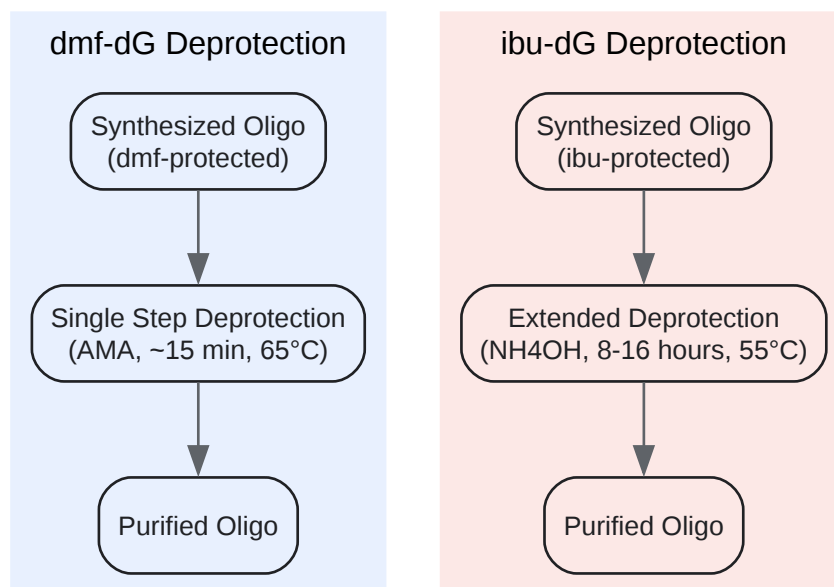 dmf-dG Deprotection
Synthesized Oligo
(dmf-protected)
Single Step Deprotection
(AMA, ~15 min, 65°C)
Purified Oligo
ibu-dG Deprotection
Synthesized Oligo
(ibu-protected)
Extended Deprotection
(NH4OH, 8-16 hours, 55°C)
Purified Oligo